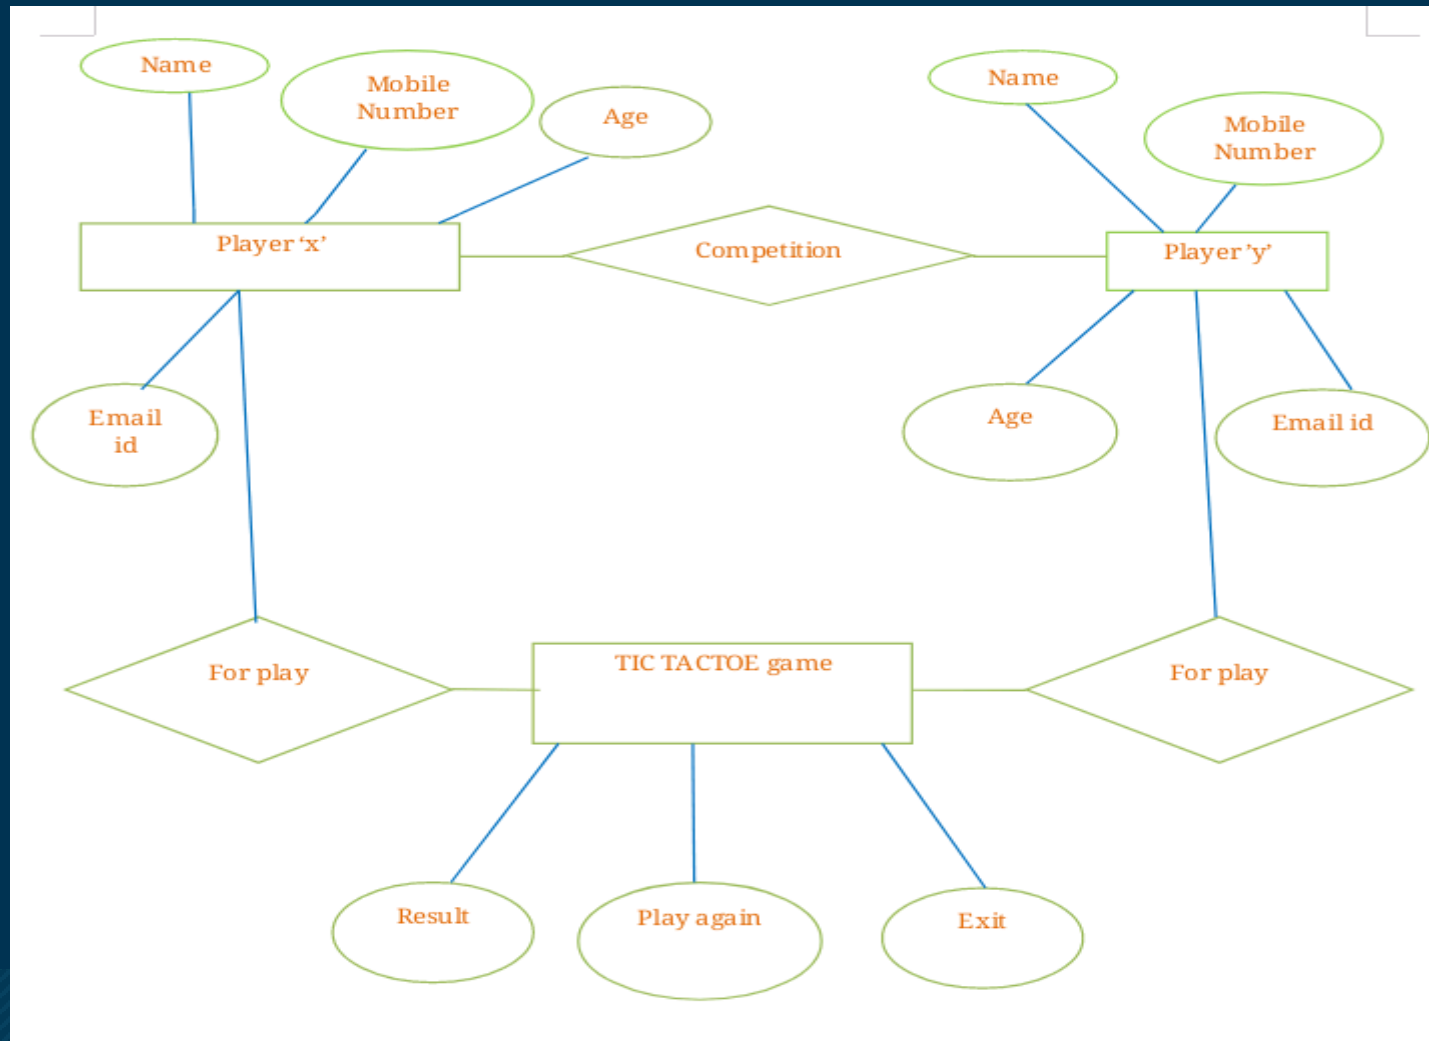 Name
Mobile
Number
Age
Name
Mobile
Number
Player ‘x’
Competition
Player ’y’
Email
id
Age
Email id
For play
TIC TACTOE game
For play
Result
Play again
Exit